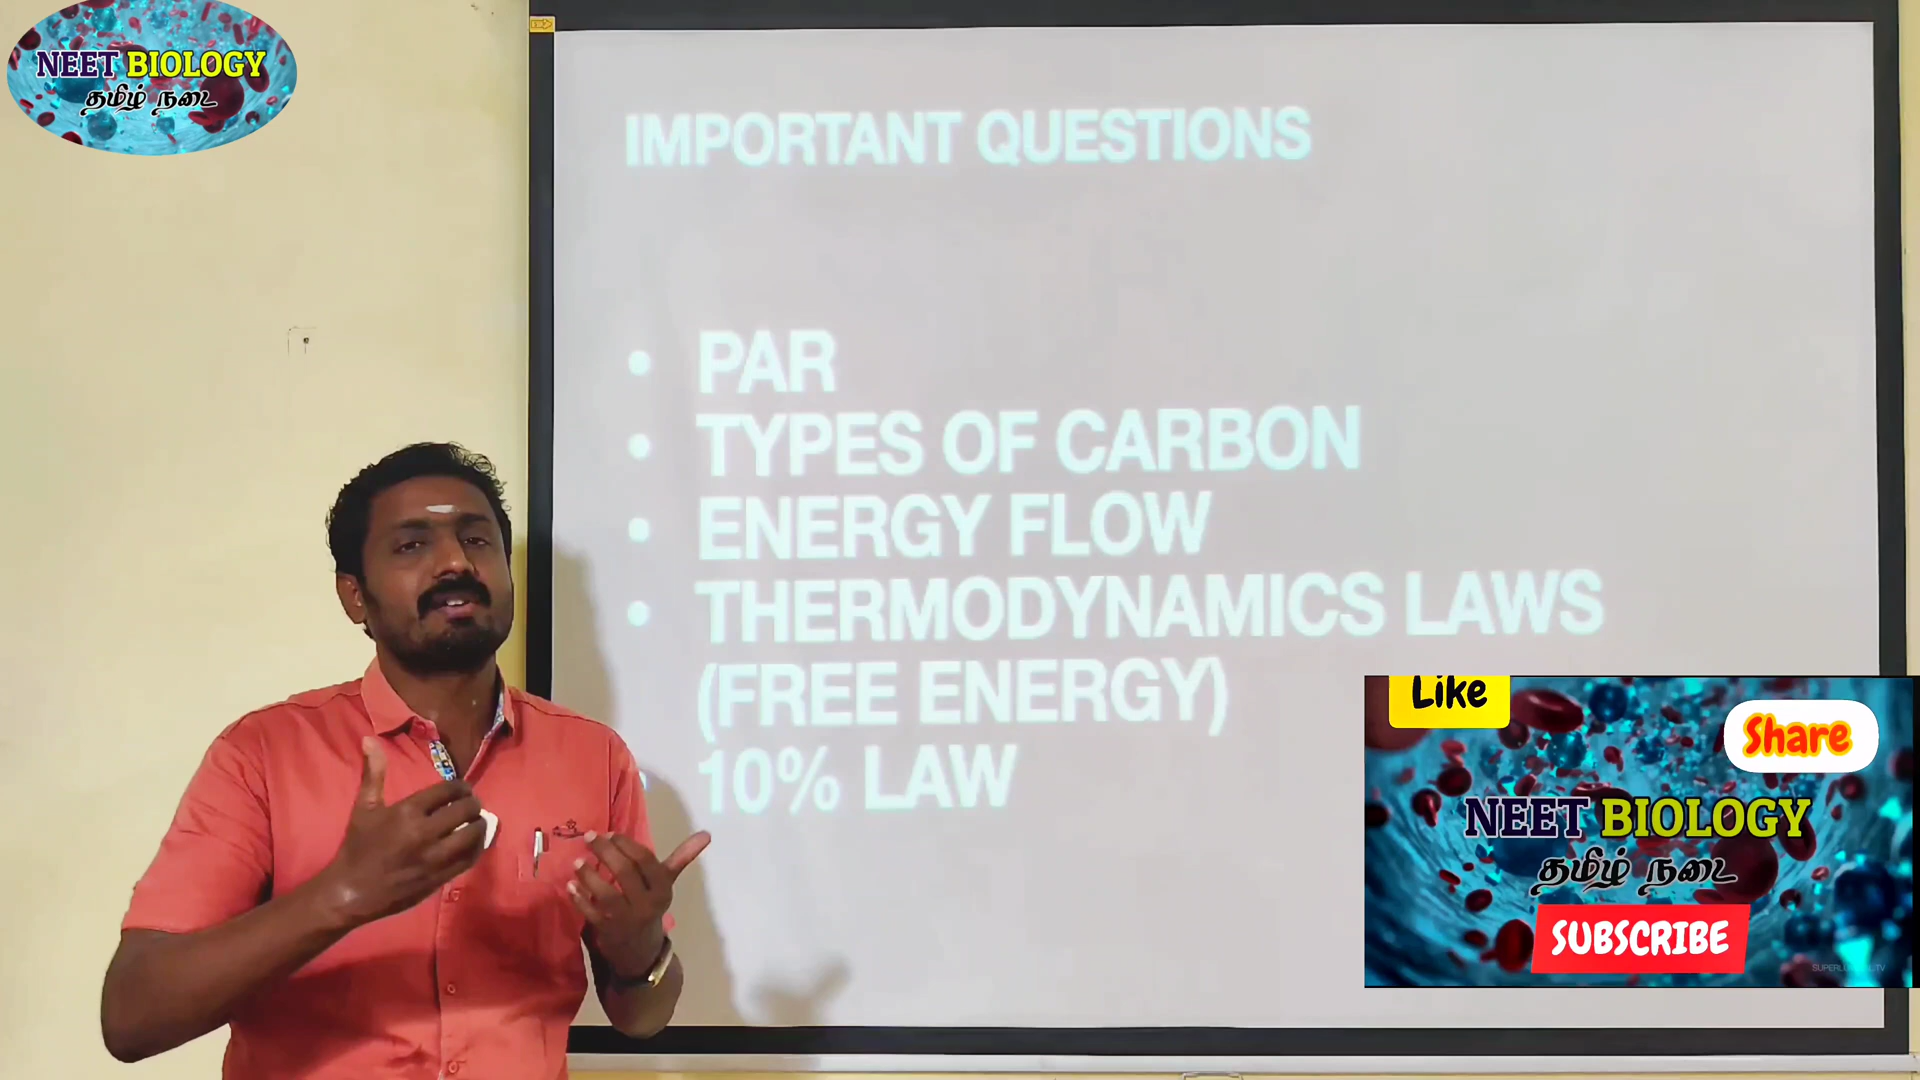 NEET BIOLOGY
தமிழ் நடை
IMPORTANT QUESTIONS
• PAR
• TYPES OF CARBON
• ENERGY FLOW
• THERMODYNAMICS LAWS
(FREE ENERGY)
• 10% LAW
Like
Share
NEET BIOLOGY
தமிழ் நடை
SUBSCRIBE